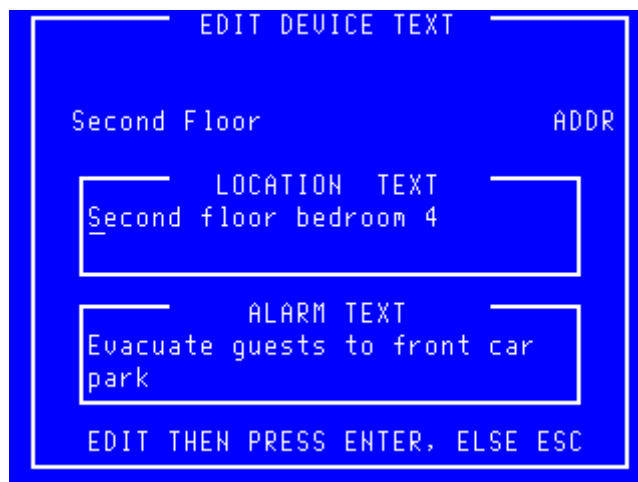 EDIT DEVICE TEXT
Second Floor ADDR
LOCATION TEXT
Second floor bedroom 4
ALARM TEXT
Evacuate guests to front car
park
EDIT THEN PRESS ENTER, ELSE ESC